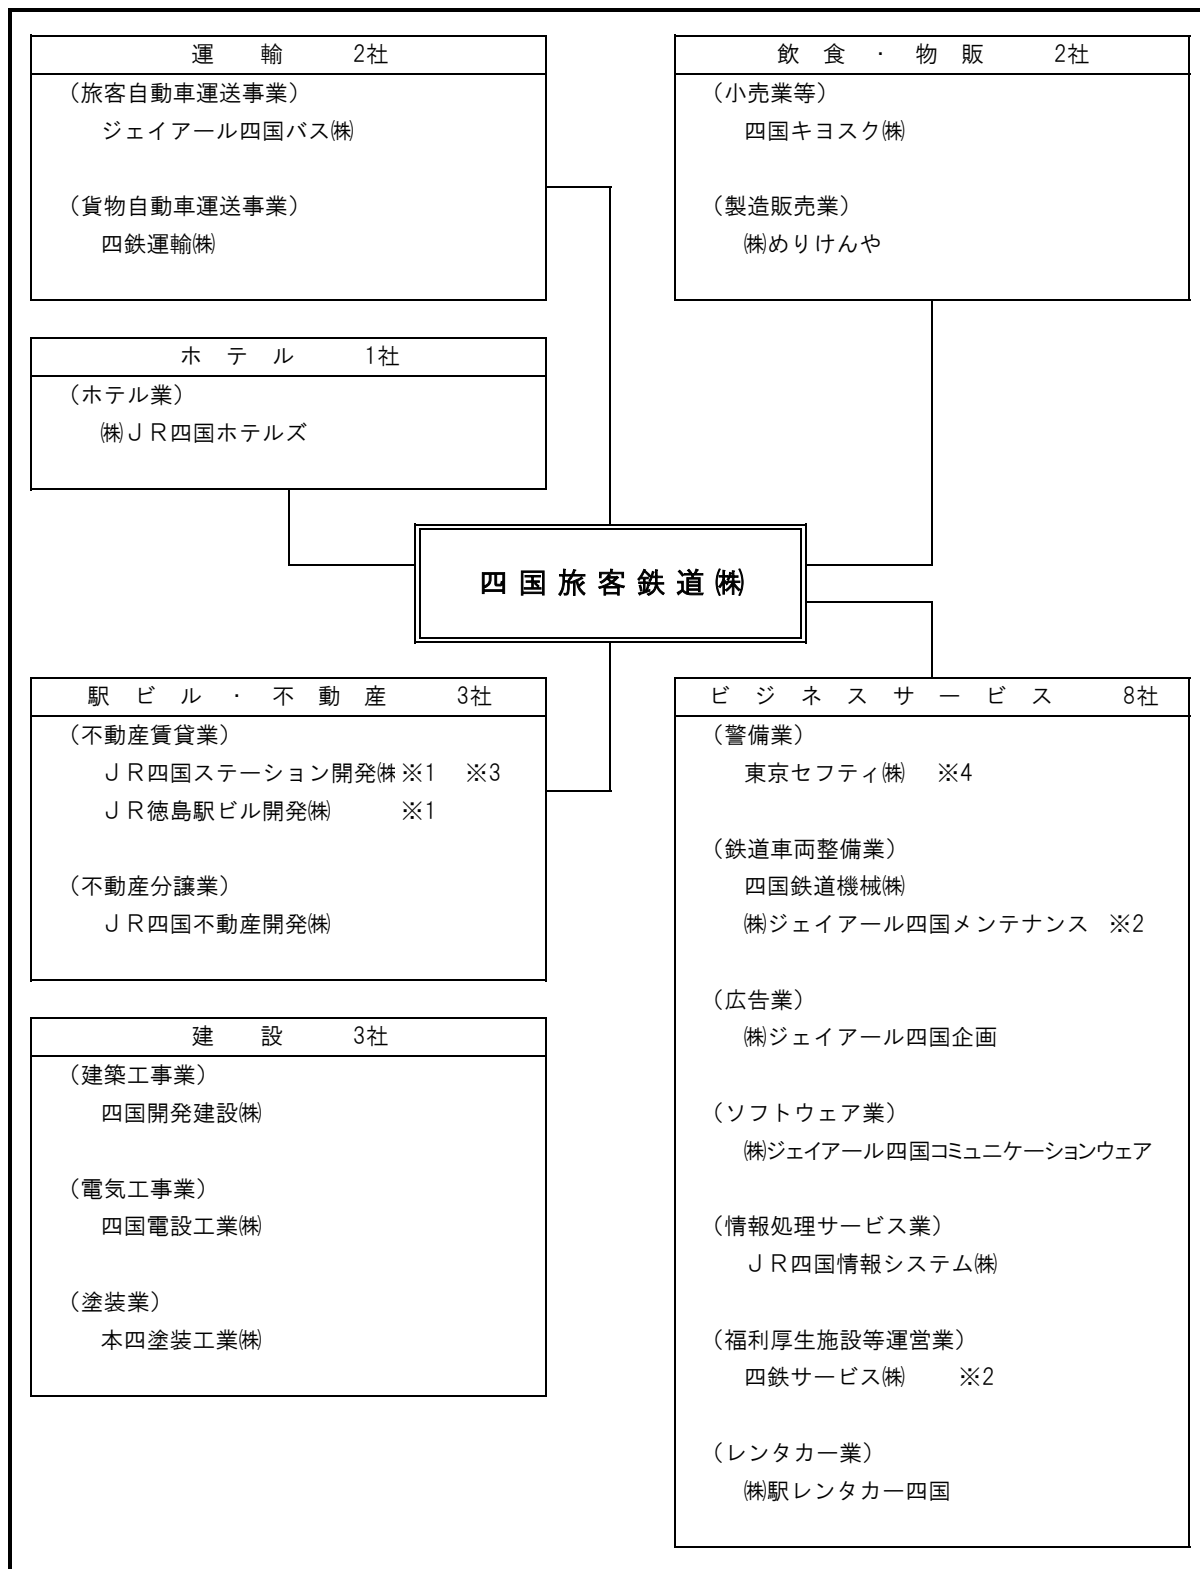 運輸 2社
(旅客自動車運送事業)
ジェイアール四国バス㈱
(貨物自動車運送事業)
四鉄運輸㈱
ホテル 1社
(ホテル業)
㈱JR四国ホテルズ
飲食・物販 2社
(小売業等)
四国キヨスク㈱
(製造販売業)
㈱めりけんや
四国旅客鉄道㈱
駅ビル・不動産 3社
(不動産賃貸業)
JR四国ステーション開発㈱※1 ※3
JR徳島駅ビル開発㈱ ※1
(不動産分譲業)
JR四国不動産開発㈱
建設 3社
(建築工事業)
四国開発建設㈱
(電気工事業)
四国電設工業㈱
(塗装業)
本四塗装工業㈱
ビジネスサービス 8社
(警備業)
東京セフティ㈱ ※4
(鉄道車両整備業)
四国鉄道機械㈱
㈱ジェイアール四国メンテナンス ※2
(広告業)
㈱ジェイアール四国企画
(ソフトウェア業)
㈱ジェイアール四国コミュニケーションウェア
(情報処理サービス業)
JR四国情報システム㈱
(福利厚生施設等運営業)
四鉄サービス㈱ ※2
(レンタカー業)
㈱駅レンタカー四国